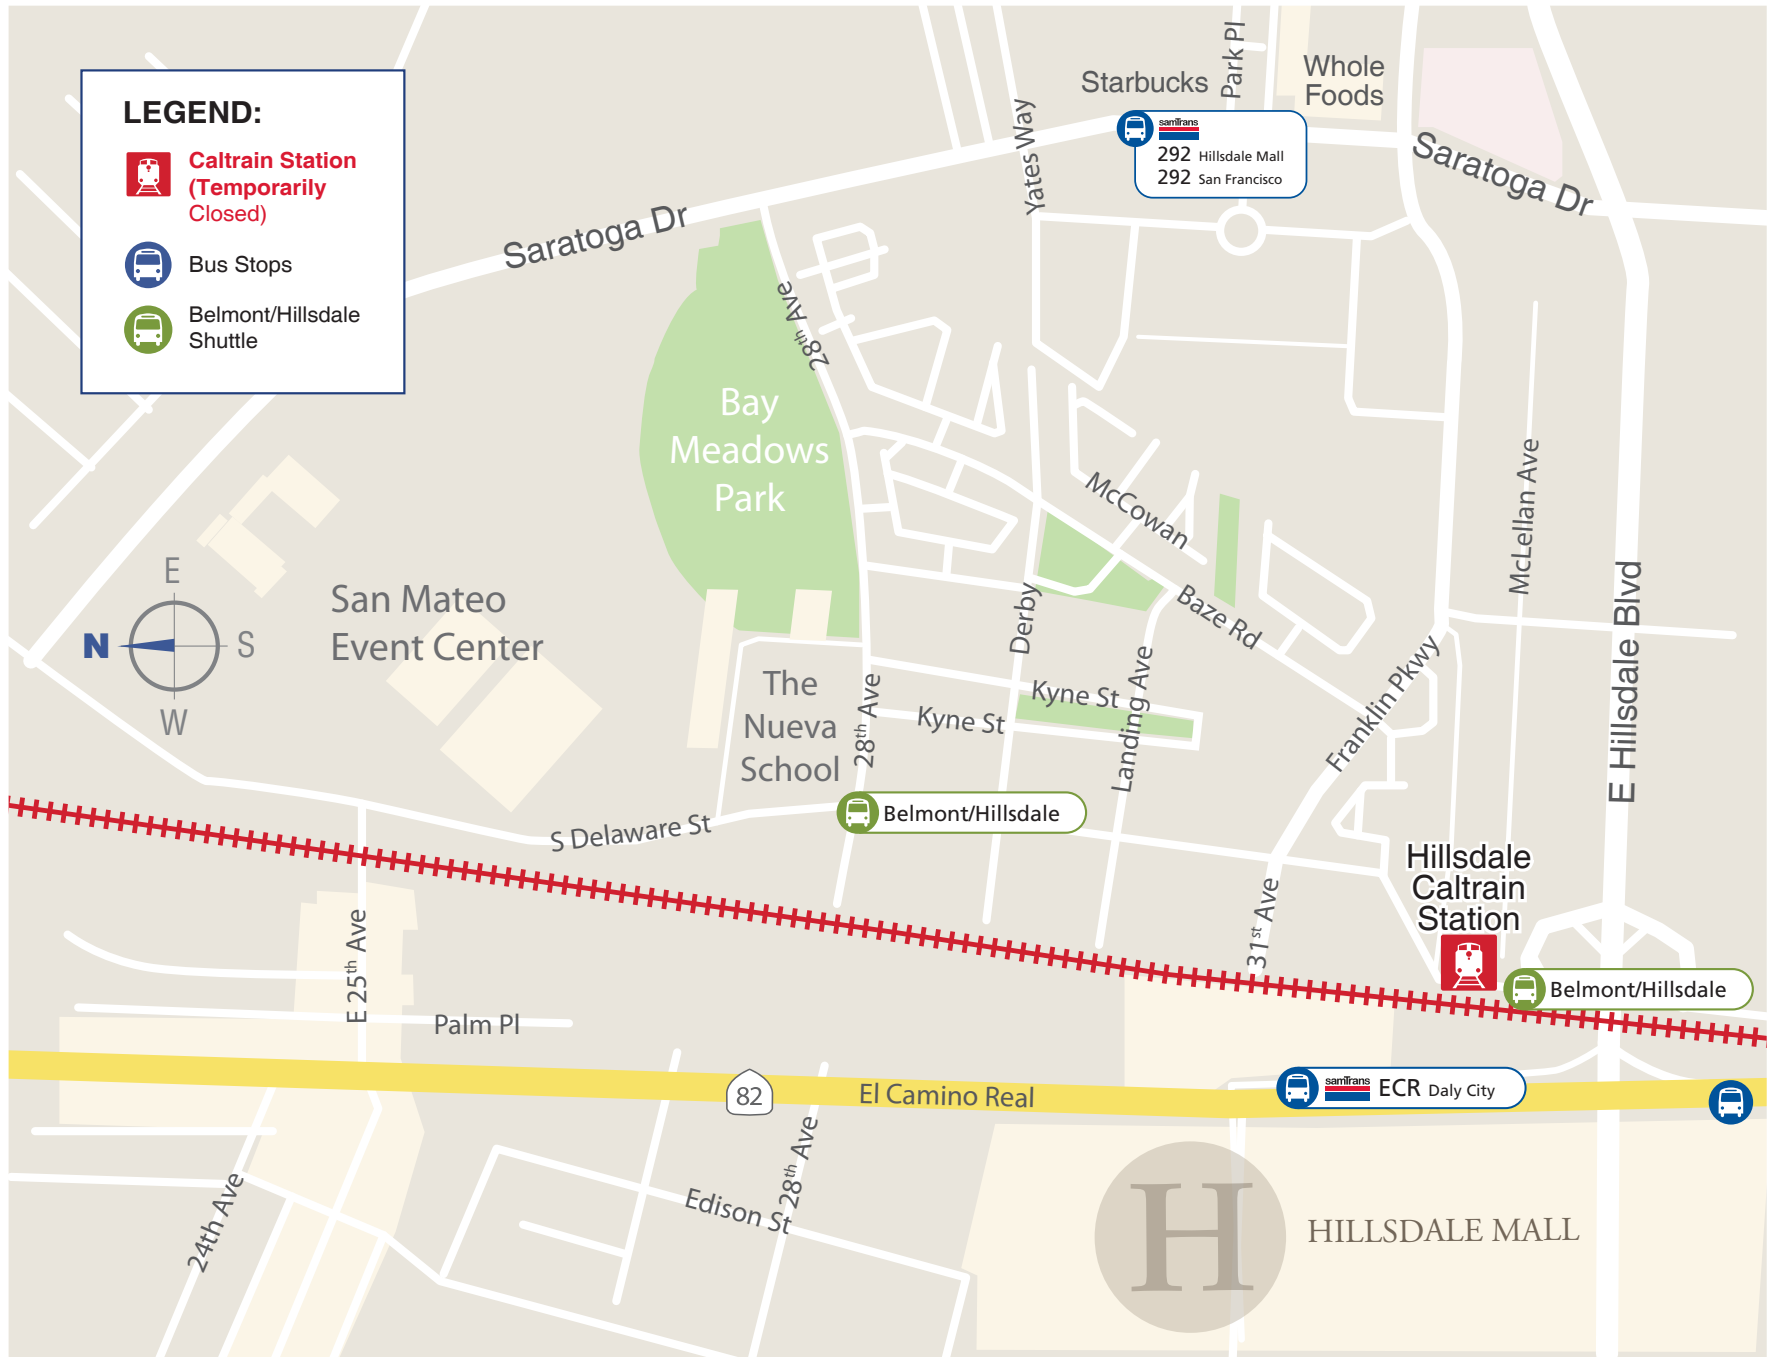 LEGEND:
Caltrain Station
(Temporarily
Closed)
Bus Stops
Belmont/Hillsdale
Shuttle
Starbucks
Park Pl
Whole
Foods
samTrans
292 Hillsdale Mall
292 San Francisco
Yates Way
Saratoga Dr
Saratoga Dr
28th Ave
Bay
Meadows
Park
McCowan
McLellan Ave
E Hillsdale Blvd
E
N
S
W
San Mateo
Event Center
Derby
Baze Rd
The
Nueva
School
28th Ave
Kyne St
Kyne St
Landing Ave
Franklin Pkwy
S Delaware St
Belmont/Hillsdale
Hillsdale
Caltrain
Station
31st Ave
Belmont/Hillsdale
E 25th Ave
Palm Pl
82
El Camino Real
samTrans ECR Daly City
24th Ave
Edison St
28th Ave
H
HILLSDALE MALL